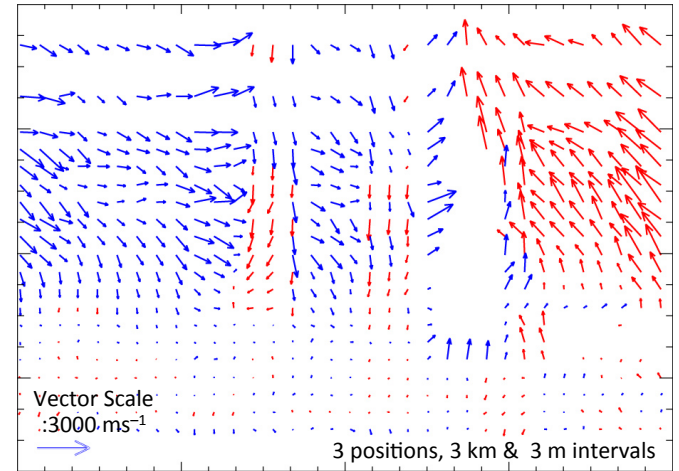 Vector Scale
:3000 ms⁻¹
3 positions, 3 km & 3 m intervals